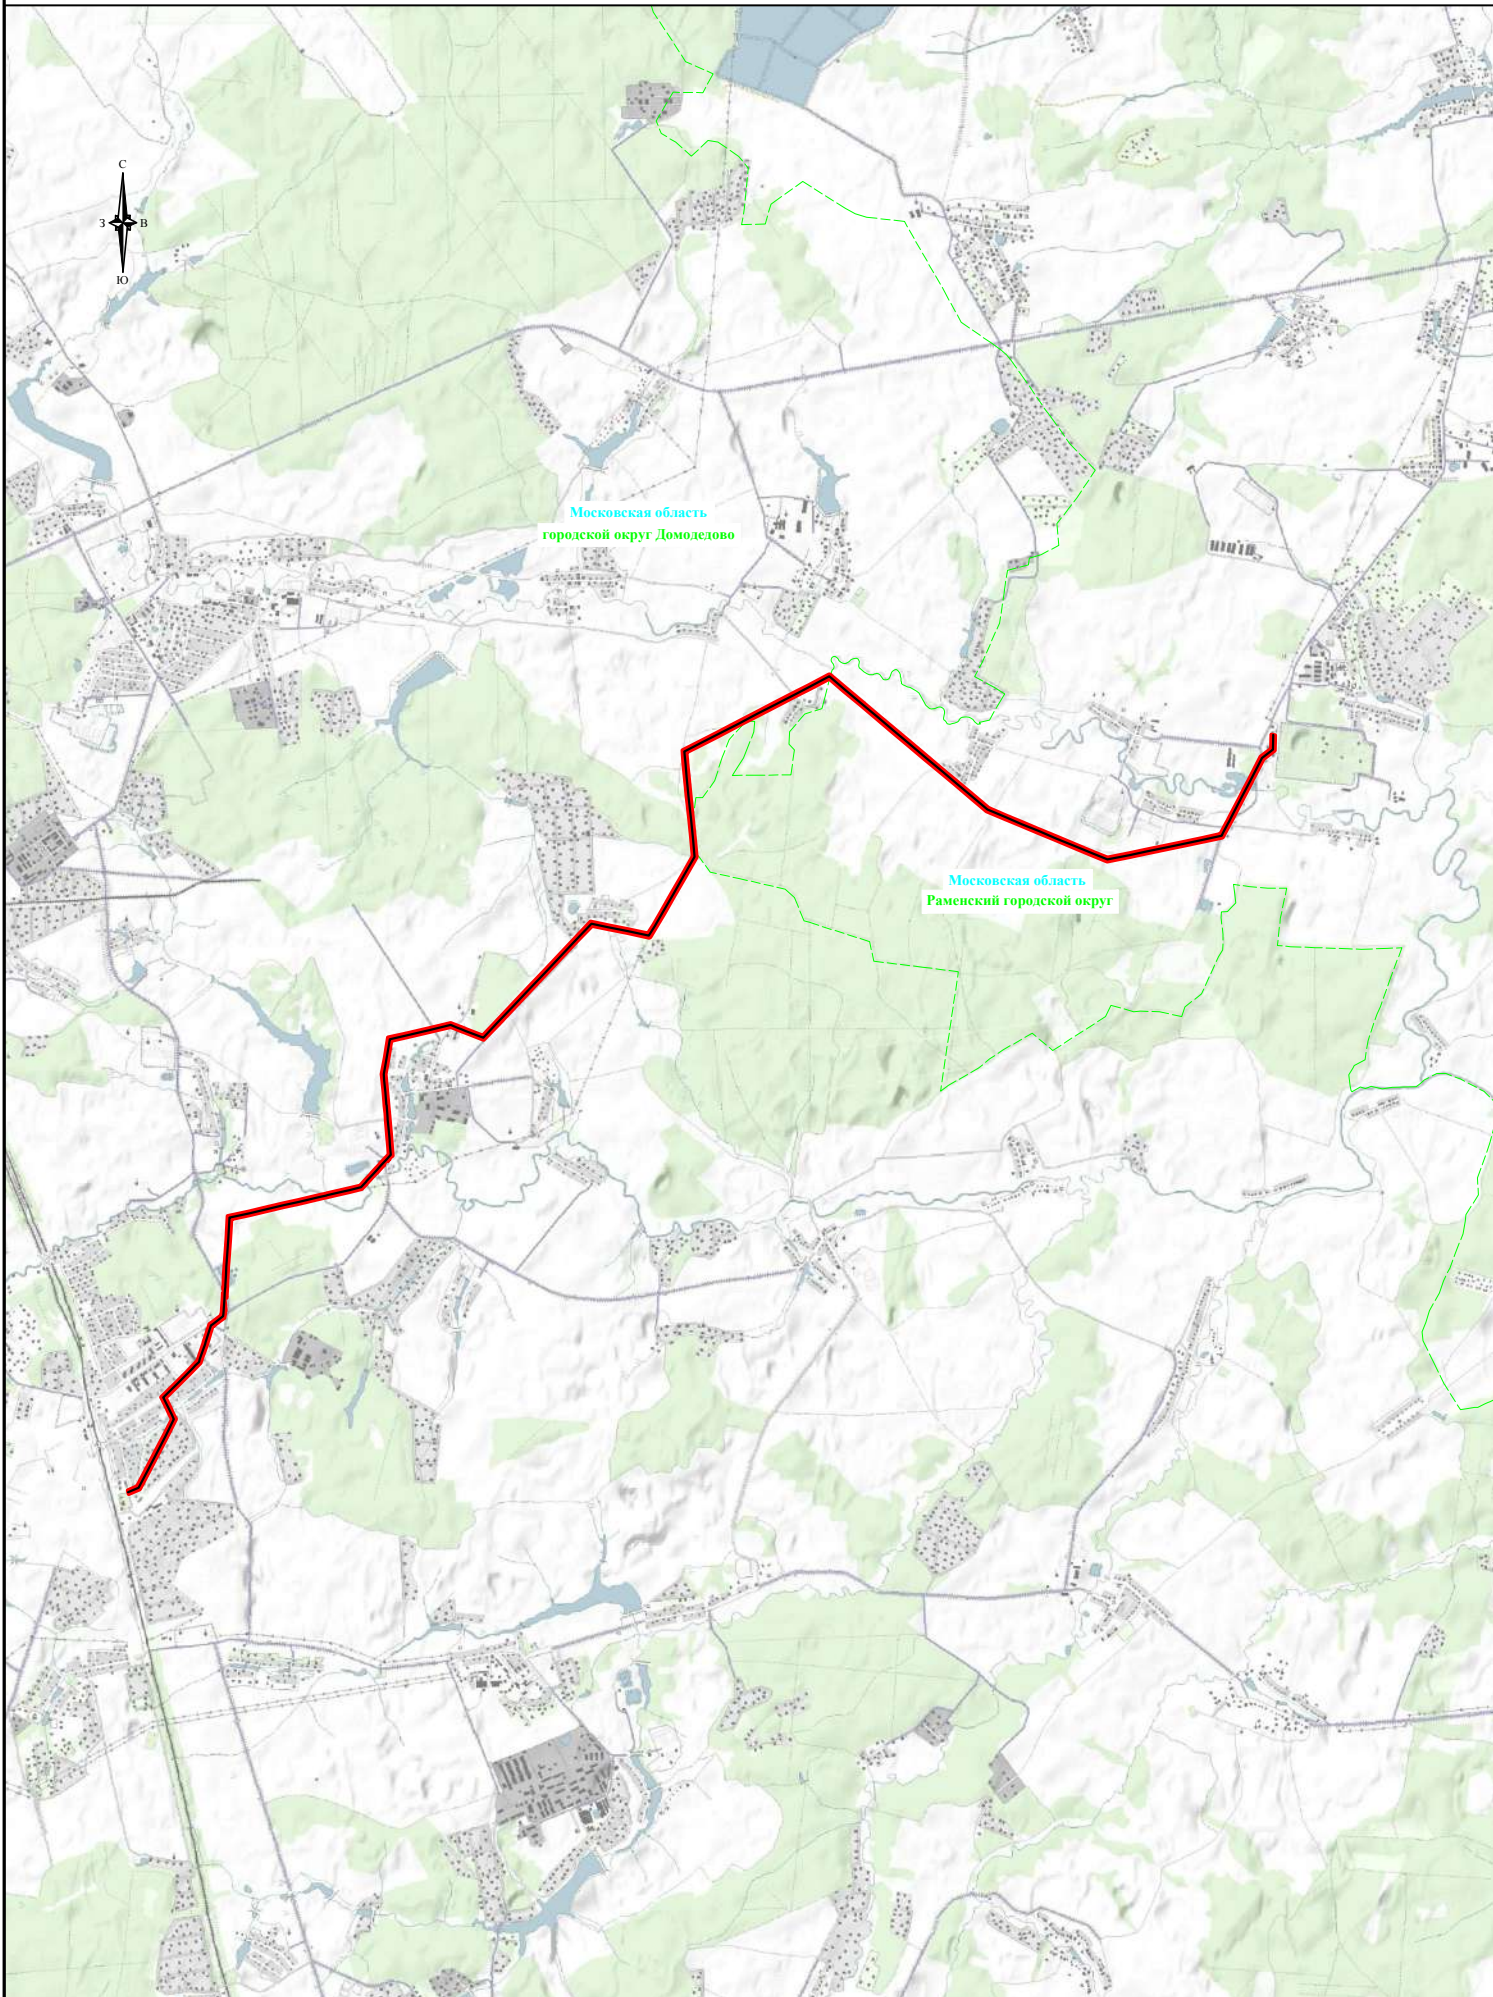 С
З В
Ю
Московская область
городской округ Домодедово
Московская область
Раменский городской округ